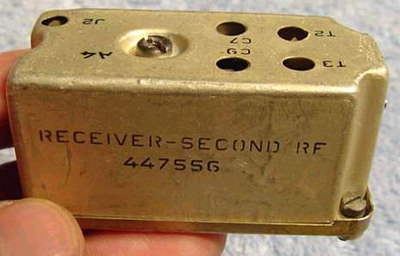 J2
A4
C9
C7
T2
T3
RECEIVER-SECOND RF
447556